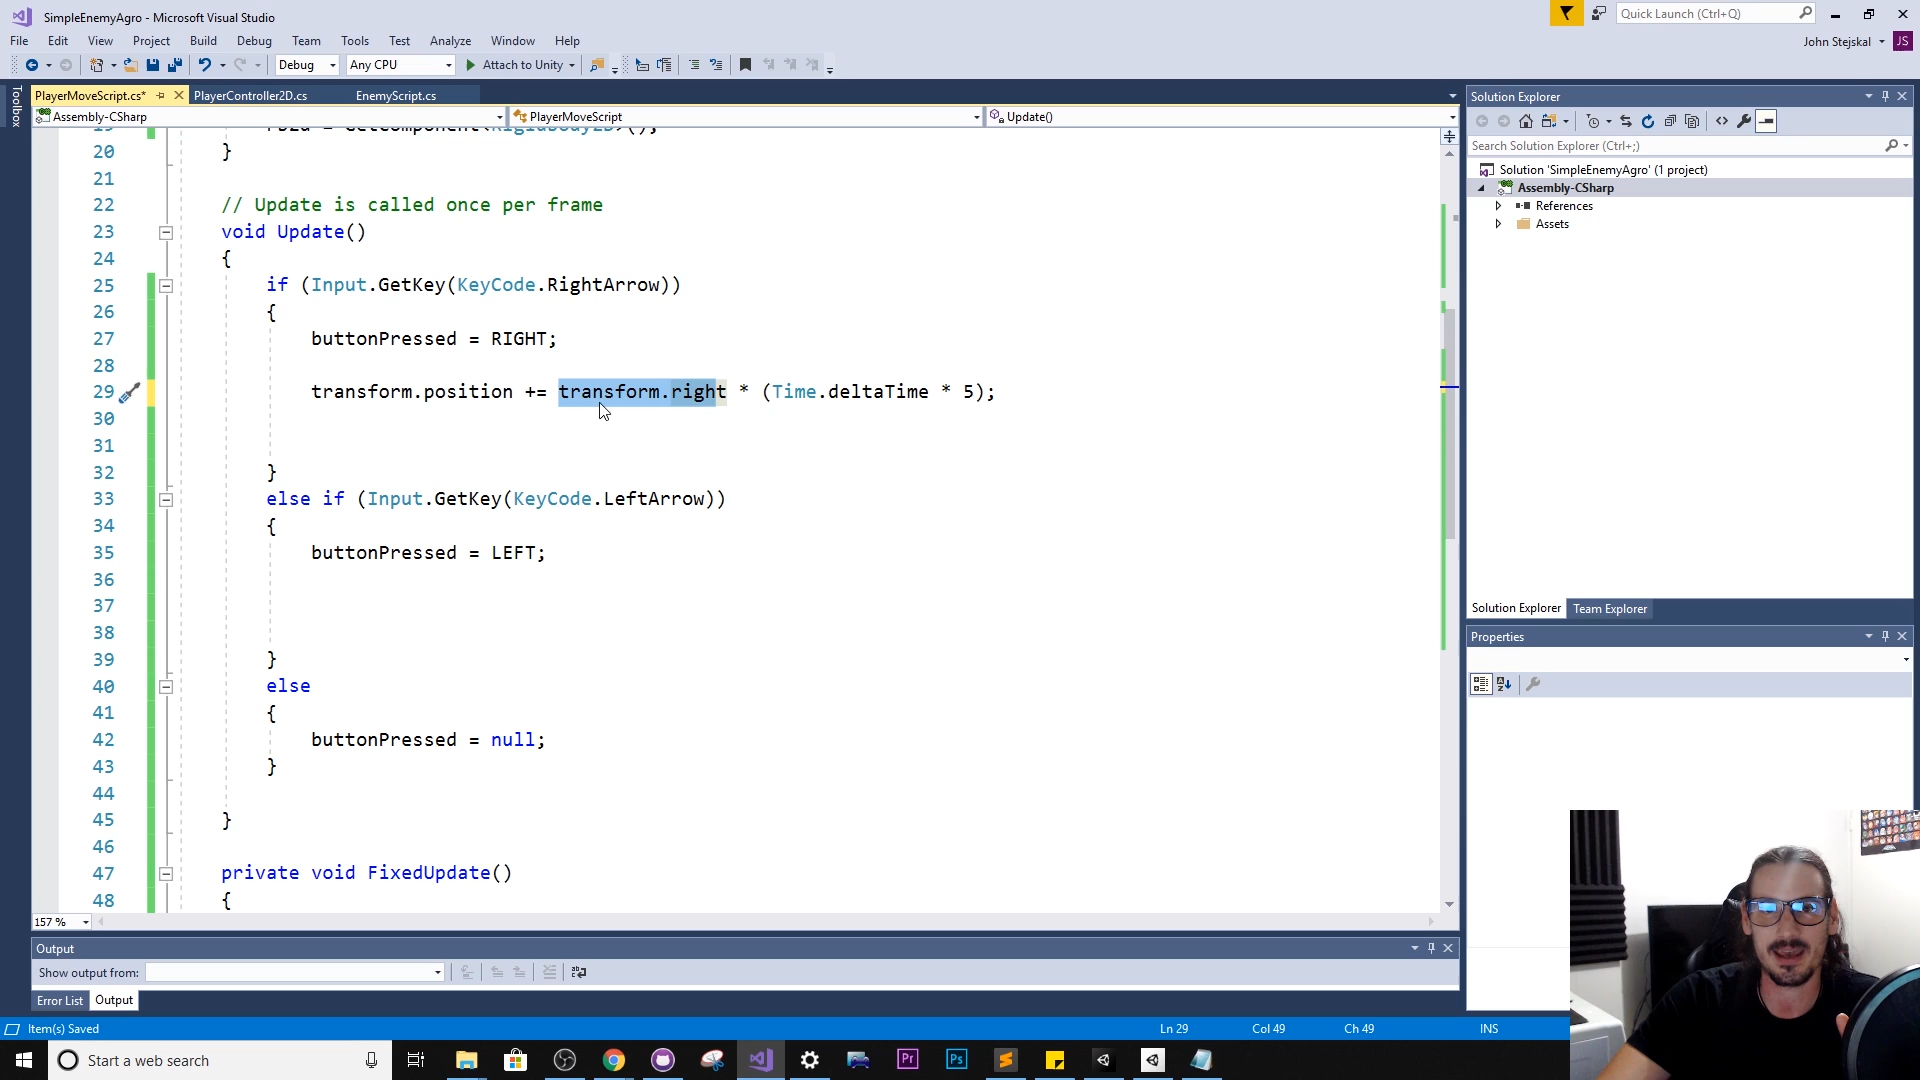 SimpleEnemyAgro - Microsoft Visual Studio
Quick Launch (Ctrl+Q)
File Edit View Project Build Debug Team Tools Test Analyze Window Help
John Stejskal JS
Debug Any CPU Attach to Unity
Toolbox
PlayerMoveScript.cs* PlayerController2D.cs EnemyScript.cs
Assembly-CSharp PlayerMoveScript Update()
20 }
21
22 // Update is called once per frame
23 void Update()
24 {
25 if (Input.GetKey(KeyCode.RightArrow))
26 {
27 buttonPressed = RIGHT;
28
29 transform.position += transform.right * (Time.deltaTime * 5);
30
31
32 }
33 else if (Input.GetKey(KeyCode.LeftArrow))
34 {
35 buttonPressed = LEFT;
36
37
38
39 }
40 else
41 {
42 buttonPressed = null;
43 }
44
45 }
46
47 private void FixedUpdate()
48 {
157 %
Output
Show output from:
Error List Output
Item(s) Saved Ln 29 Col 49 Ch 49 INS
Solution Explorer
Search Solution Explorer (Ctrl+;)
Solution 'SimpleEnemyAgro' (1 project)
Assembly-CSharp
References
Assets
Solution Explorer Team Explorer
Properties
Start a web search
Pr Ps